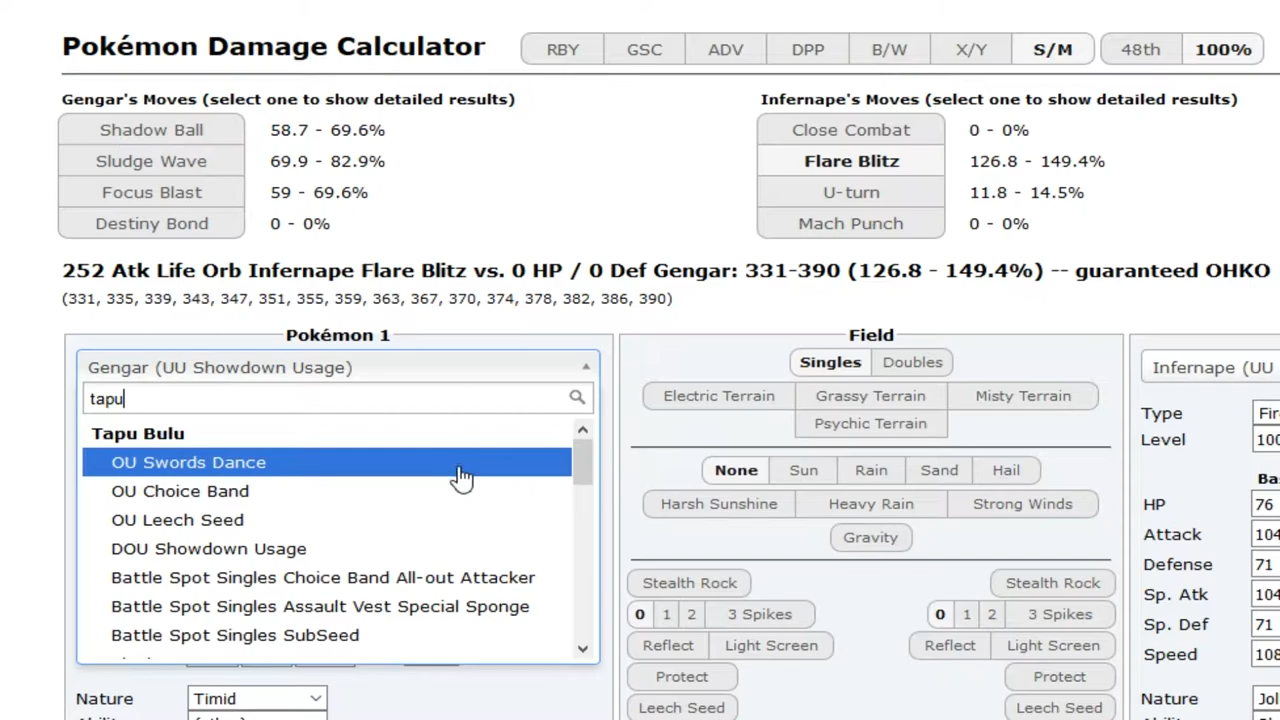 Pokémon Damage Calculator RBY GSC ADV DPP B/W X/Y S/M 48th 100%
Gengar's Moves (select one to show detailed results) Infernape's Moves (select one to show detailed results)
Shadow Ball 58.7 - 69.6% Close Combat 0 - 0%
Sludge Wave 69.9 - 82.9% Flare Blitz 126.8 - 149.4%
Focus Blast 59 - 69.6% U-turn 11.8 - 14.5%
Destiny Bond 0 - 0% Mach Punch 0 - 0%
252 Atk Life Orb Infernape Flare Blitz vs. 0 HP / 0 Def Gengar: 331-390 (126.8 - 149.4%) -- guaranteed OHKO
(331, 335, 339, 343, 347, 351, 355, 359, 363, 367, 370, 374, 378, 382, 386, 390)
Pokémon 1
Gengar (UU Showdown Usage)
tapu
Tapu Bulu
OU Swords Dance
OU Choice Band
OU Leech Seed
DOU Showdown Usage
Battle Spot Singles Choice Band All-out Attacker
Battle Spot Singles Assault Vest Special Sponge
Battle Spot Singles SubSeed
Nature Timid
Field
Singles Doubles
Electric Terrain Grassy Terrain Misty Terrain
Psychic Terrain
None Sun Rain Sand Hail
Harsh Sunshine Heavy Rain Strong Winds
Gravity
Stealth Rock Stealth Rock
0 1 2 3 Spikes 0 1 2 3 Spikes
Reflect Light Screen Reflect Light Screen
Protect Protect
Leech Seed Leech Seed
Infernape (UU
Type Fir
Level 100
Ba
HP 76
Attack 104
Defense 71
Sp. Atk 104
Sp. Def 71
Speed 108
Nature Jol